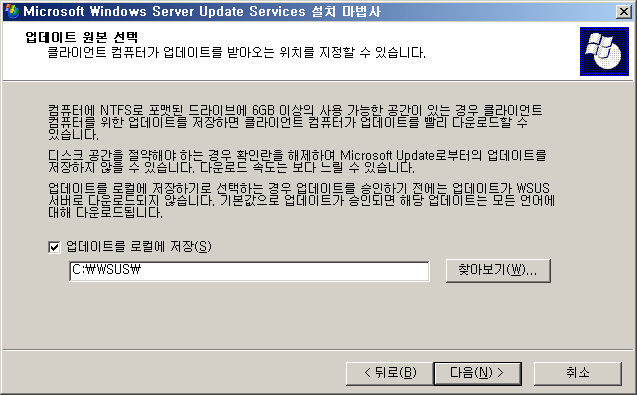 Microsoft Windows Server Update Services 설치 마법사
업데이트 원본 선택
클라이언트 컴퓨터가 업데이트를 받아오는 위치를 지정할 수 있습니다.
컴퓨터에 NTFS로 포맷된 드라이브에 6GB 이상의 사용 가능한 공간이 있는 경우 클라이언트
컴퓨터를 위한 업데이트를 저장하면 클라이언트 컴퓨터가 업데이트를 빨리 다운로드할 수
있습니다.
디스크 공간을 절약해야 하는 경우 확인란을 해제하며 Microsoft Update로부터의 업데이트를
저장하지 않을 수 있습니다. 다운로드 속도는 보다 느릴 수 있습니다.
업데이트를 로컬에 저장하기로 선택하는 경우 업데이트를 승인하기 전에는 업데이트가 WSUS
서버로 다운로드되지 않습니다. 기본값으로 업데이트가 승인되면 해당 업데이트는 모든 언어에
대해 다운로드됩니다.
업데이트를 로컬에 저장(S)
C:₩WSUS₩
찾아보기(W)...
< 뒤로(B)
다음(N) >
취소